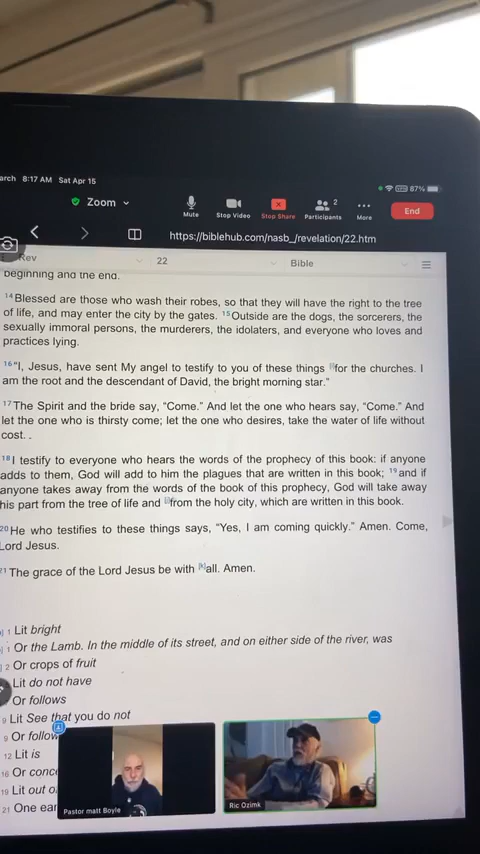 arch 8:17 AM Sat Apr 15
87%
Zoom
Mute Stop Video Stop Share Participants 2 More End
https://biblehub.com/nasb_/revelation/22.htm
Rev 22 Bible
beginning and the end.
14 Blessed are those who wash their robes, so that they will have the right to the tree
of life, and may enter the city by the gates. 15 Outside are the dogs, the sorcerers, the
sexually immoral persons, the murderers, the idolaters, and everyone who loves and
practices lying.
16 “I, Jesus, have sent My angel to testify to you of these things for the churches. I
am the root and the descendant of David, the bright morning star.”
17 The Spirit and the bride say, “Come.” And let the one who hears say, “Come.” And
let the one who is thirsty come; let the one who desires, take the water of life without
cost. .
18 I testify to everyone who hears the words of the prophecy of this book: if anyone
adds to them, God will add to him the plagues that are written in this book; 19 and if
anyone takes away from the words of the book of this prophecy, God will take away
his part from the tree of life and from the holy city, which are written in this book.
20 He who testifies to these things says, “Yes, I am coming quickly.” Amen. Come,
Lord Jesus.
21 The grace of the Lord Jesus be with [k]all. Amen.
1 Lit bright
1 Or the Lamb. In the middle of its street, and on either side of the river, was
2 Or crops of fruit
Lit do not have
Or follows
9 Lit See that you do not
9 Or follow
12 Lit is
16 Or conc
19 Lit out o
21 One ear
Pastor matt Boyle
Ric Ozimk